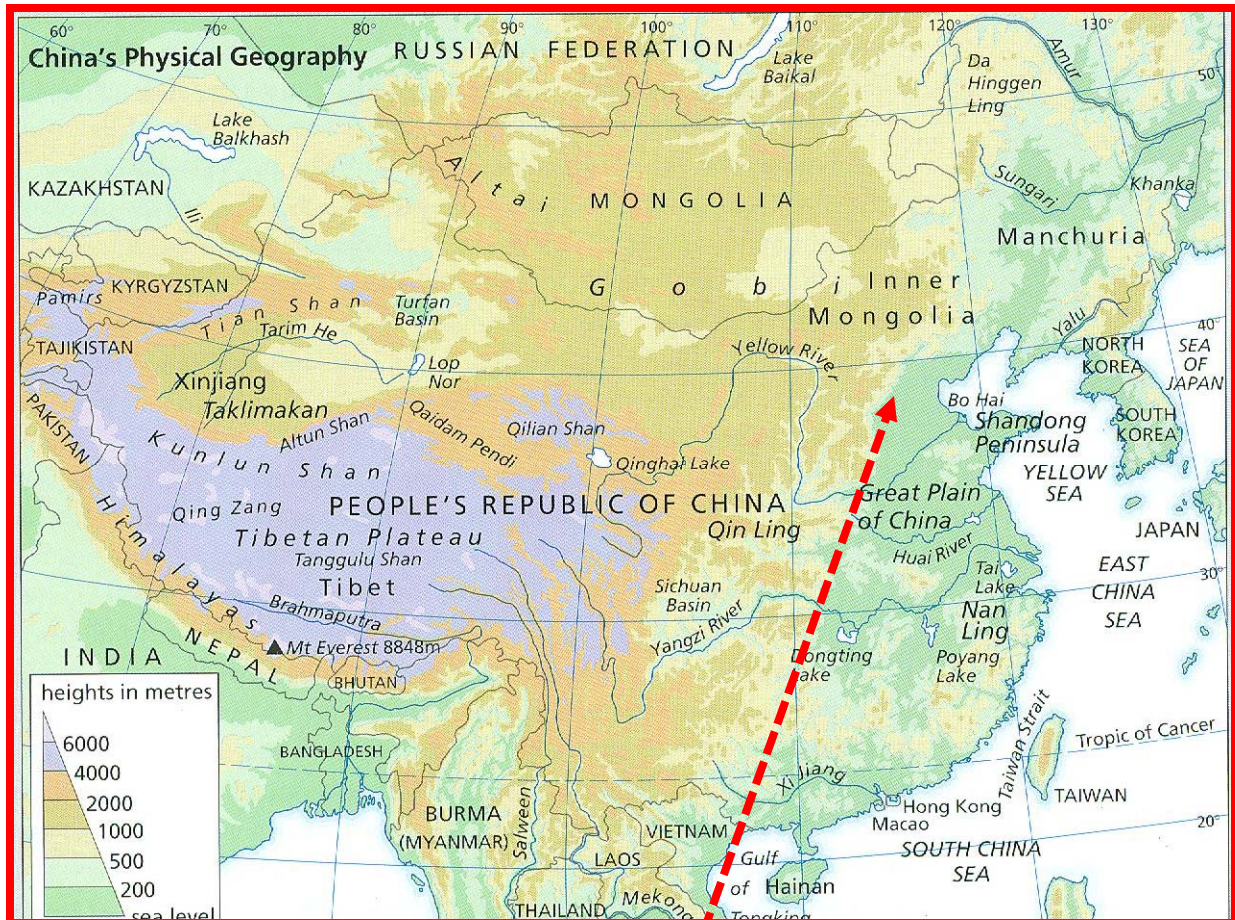 60°
70°
80°
90°
100°
110°
120°
130°
China's Physical Geography
RUSSIAN FEDERATION
Lake
Baikal
Da
Hinggen
Ling
Amur
50°
Lake
Balkhash
KAZAKHSTAN
Ili
Altai
MONGOLIA
Sungari
Khanka
Manchuria
KYRGYZSTAN
Pamirs
Tian Shan
Turfan
Basin
Gobi
Inner
Mongolia
Tarim He
TAJIKISTAN
Lop
Nor
Yellow River
Yalu
40°
NORTH
KOREA
SEA
OF
JAPAN
Xinjiang
Taklimakan
PAKISTAN
Altun Shan
Qaidam Pendi
Qilian Shan
Bo Hai
Shandong
Peninsula
SOUTH
KOREA
Kunlun Shan
Qinghai Lake
YELLOW
SEA
Qing Zang
PEOPLE'S REPUBLIC OF CHINA
Great Plain
of China
JAPAN
Himalayas
Tibetan Plateau
Qin Ling
Tanggulu Shan
Huai River
Tibet
Sichuan
Basin
Tai
Lake
EAST
CHINA
SEA
30°
Brahmaputra
Yangzi River
Nan
Ling
INDIA
NEPAL
Mt Everest 8848m
Dongting
Lake
Poyang
Lake
BHUTAN
heights in metres
6000
4000
2000
1000
500
200
sea level
BANGLADESH
Taiwan Strait
Tropic of Cancer
Xi Jiang
TAIWAN
BURMA
(MYANMAR)
Salween
VIETNAM
Hong Kong
Macao
20°
LAOS
Gulf
of
Tongking
Hainan
SOUTH CHINA
SEA
THAILAND
Mekong